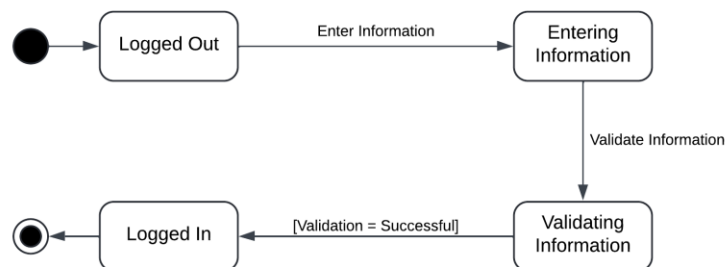 Logged Out
Enter Information
Entering
Information
Validate Information
Logged In
[Validation = Successful]
Validating
Information